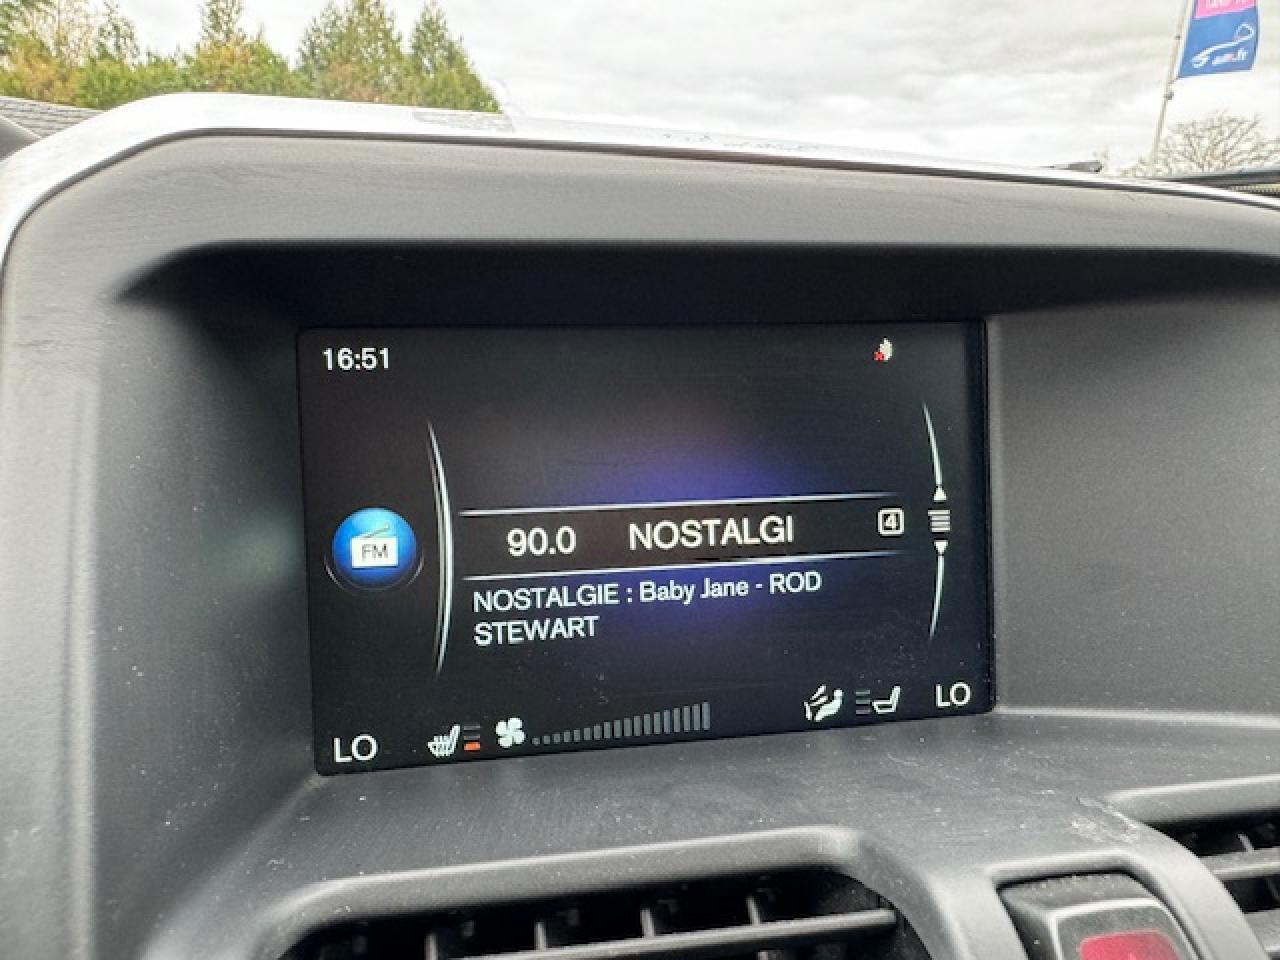 16:51
FM
90.0 NOSTALGI 4
NOSTALGIE : Baby Jane - ROD
STEWART
LO
LO